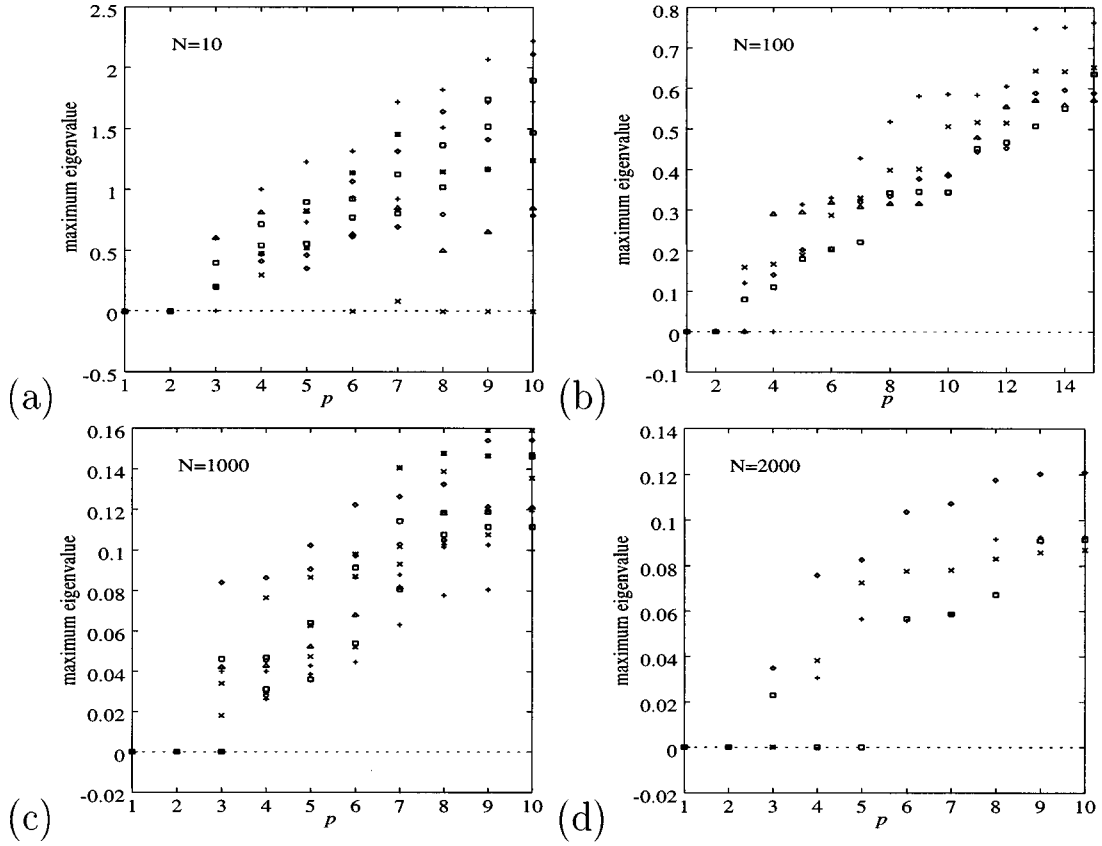 2.5
2
1.5
1
0.5
0
-0.5
maximum eigenvalue
N=10
1 2 3 4 5 6 7 8 9 10
p
(a)
0.8
0.7
0.6
0.5
0.4
0.3
0.2
0.1
0
-0.1
maximum eigenvalue
N=100
2 4 6 8 10 12 14
p
(b)
0.16
0.14
0.12
0.1
0.08
0.06
0.04
0.02
0
-0.02
maximum eigenvalue
N=1000
1 2 3 4 5 6 7 8 9 10
p
(c)
0.14
0.12
0.1
0.08
0.06
0.04
0.02
0
-0.02
maximum eigenvalue
N=2000
1 2 3 4 5 6 7 8 9 10
p
(d)